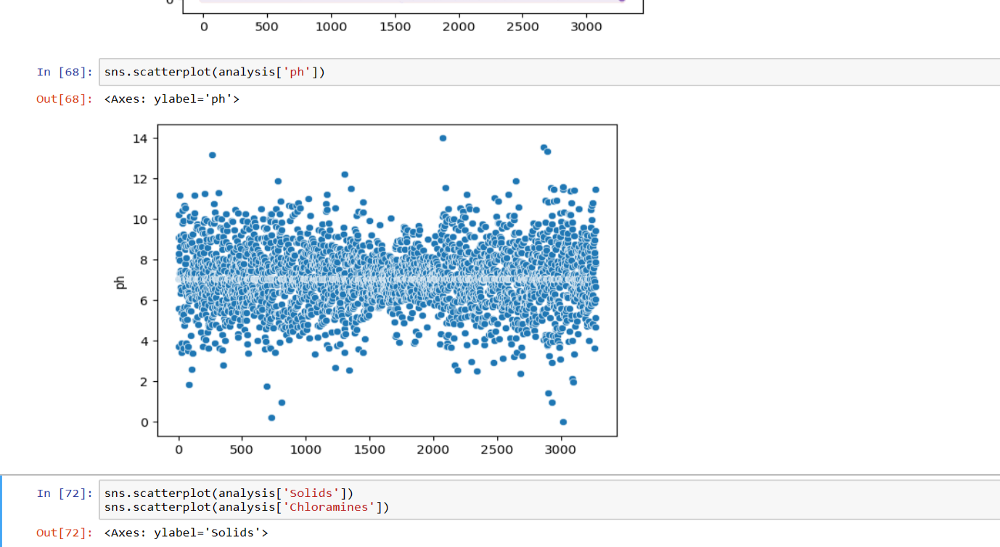 0
0 500 1000 1500 2000 2500 3000
In [68]: sns.scatterplot(analysis['ph'])
Out[68]: <Axes: ylabel='ph'>
14
12
10
8
6
4
2
0
ph
0 500 1000 1500 2000 2500 3000
In [72]: sns.scatterplot(analysis['Solids'])
sns.scatterplot(analysis['Chloramines'])
Out[72]: <Axes: ylabel='Solids'>